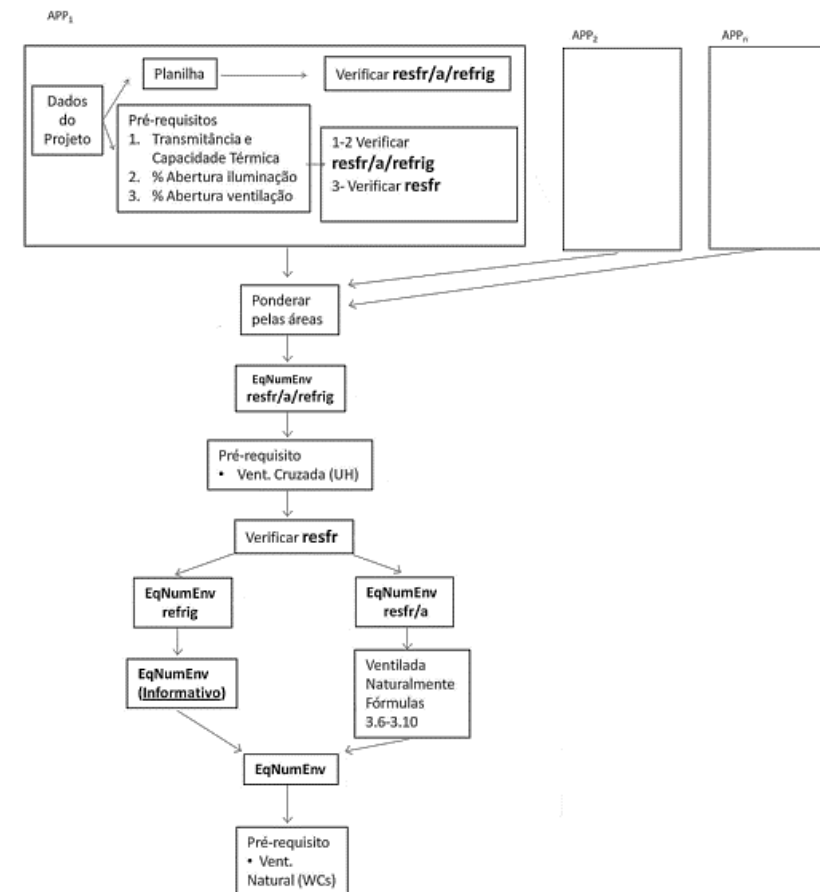 APP₁
APP₂
APPₙ
Planilha
Verificar resfr/a/refrig
Dados
do
Projeto
Pré-requisitos
1. Transmitância e
Capacidade Térmica
2. % Abertura iluminação
3. % Abertura ventilação
1-2 Verificar
resfr/a/refrig
3- Verificar resfr
Ponderar
pelas áreas
EqNumEnv
resfr/a/refrig
Pré-requisito
• Vent. Cruzada (UH)
Verificar resfr
EqNumEnv
refrig
EqNumEnv
resfr/a
EqNumEnv
(Informativo)
Ventilada
Naturalmente
Fórmulas
3.6-3.10
EqNumEnv
Pré-requisito
• Vent.
Natural (WCs)